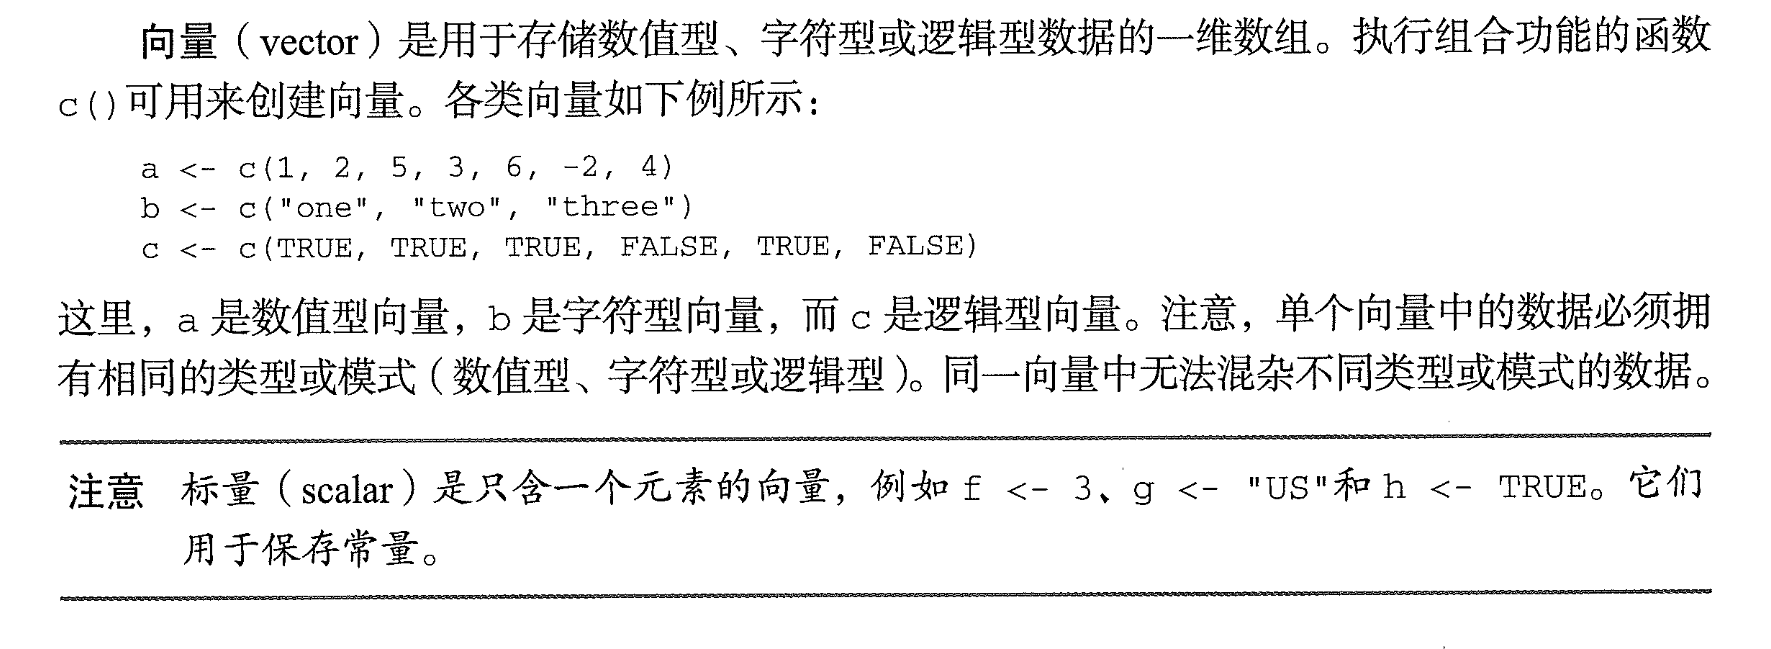 向量（vector）是用于存储数值型、字符型或逻辑型数据的一维数组。执行组合功能的函数
c()可用来创建向量。各类向量如下例所示：
a <- c(1, 2, 5, 3, 6, -2, 4)
b <- c("one", "two", "three")
c <- c(TRUE, TRUE, TRUE, FALSE, TRUE, FALSE)
这里，a 是数值型向量，b 是字符型向量，而 c 是逻辑型向量。注意，单个向量中的数据必须拥
有相同的类型或模式（数值型、字符型或逻辑型）。同一向量中无法混杂不同类型或模式的数据。
注意 标量（scalar）是只含一个元素的向量，例如 f <- 3、g <- "US"和 h <- TRUE。它们
用于保存常量。